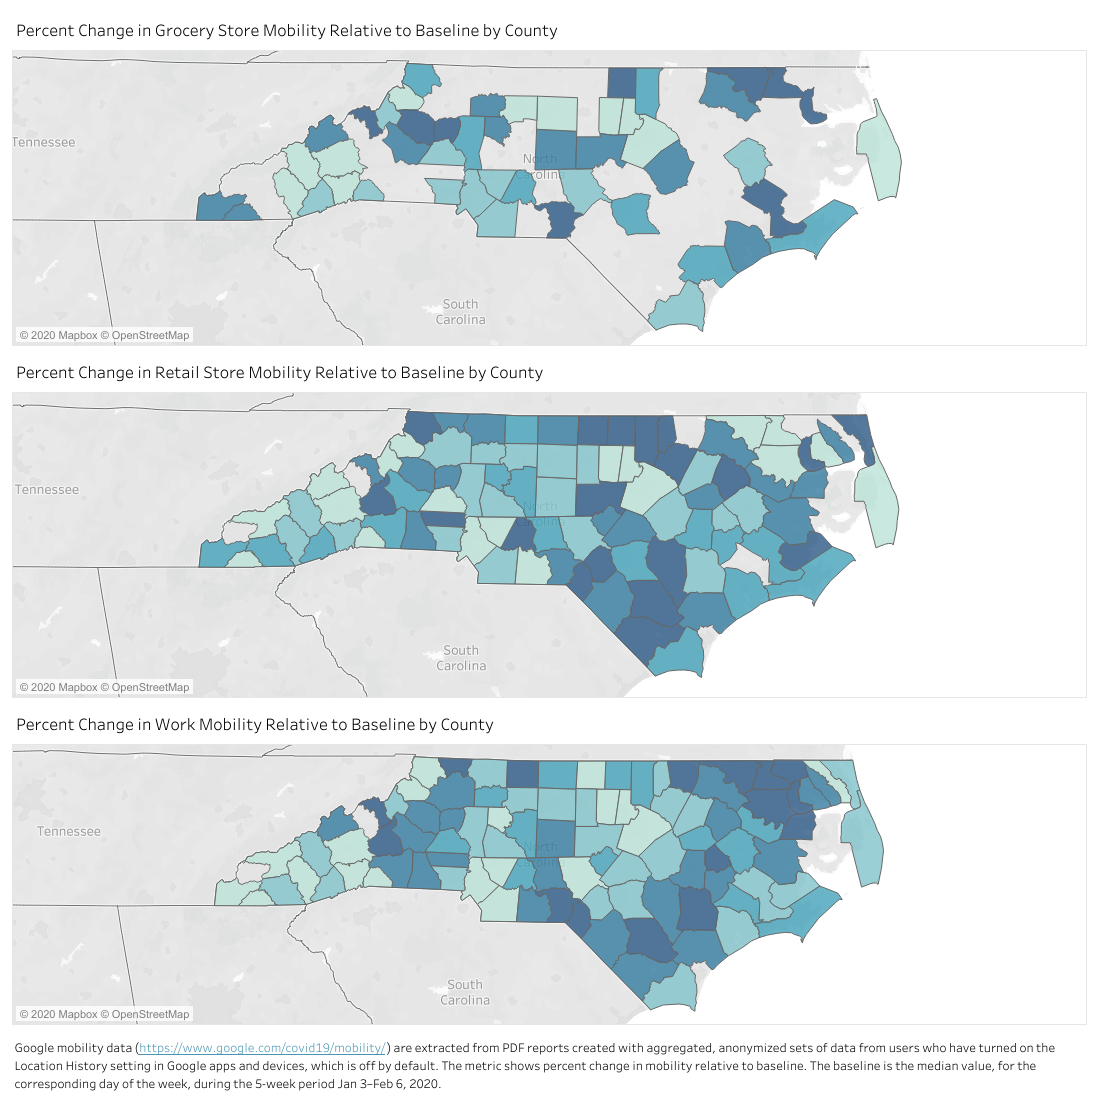 Percent Change in Grocery Store Mobility Relative to Baseline by County
Tennessee
North
Carolina
South
Carolina
© 2020 Mapbox © OpenStreetMap
Percent Change in Retail Store Mobility Relative to Baseline by County
Tennessee
North
Carolina
South
Carolina
© 2020 Mapbox © OpenStreetMap
Percent Change in Work Mobility Relative to Baseline by County
Tennessee
North
Carolina
South
Carolina
© 2020 Mapbox © OpenStreetMap
Google mobility data (https://www.google.com/covid19/mobility/) are extracted from PDF reports created with aggregated, anonymized sets of data from users who have turned on the
Location History setting in Google apps and devices, which is off by default. The metric shows percent change in mobility relative to baseline. The baseline is the median value, for the
corresponding day of the week, during the 5-week period Jan 3–Feb 6, 2020.